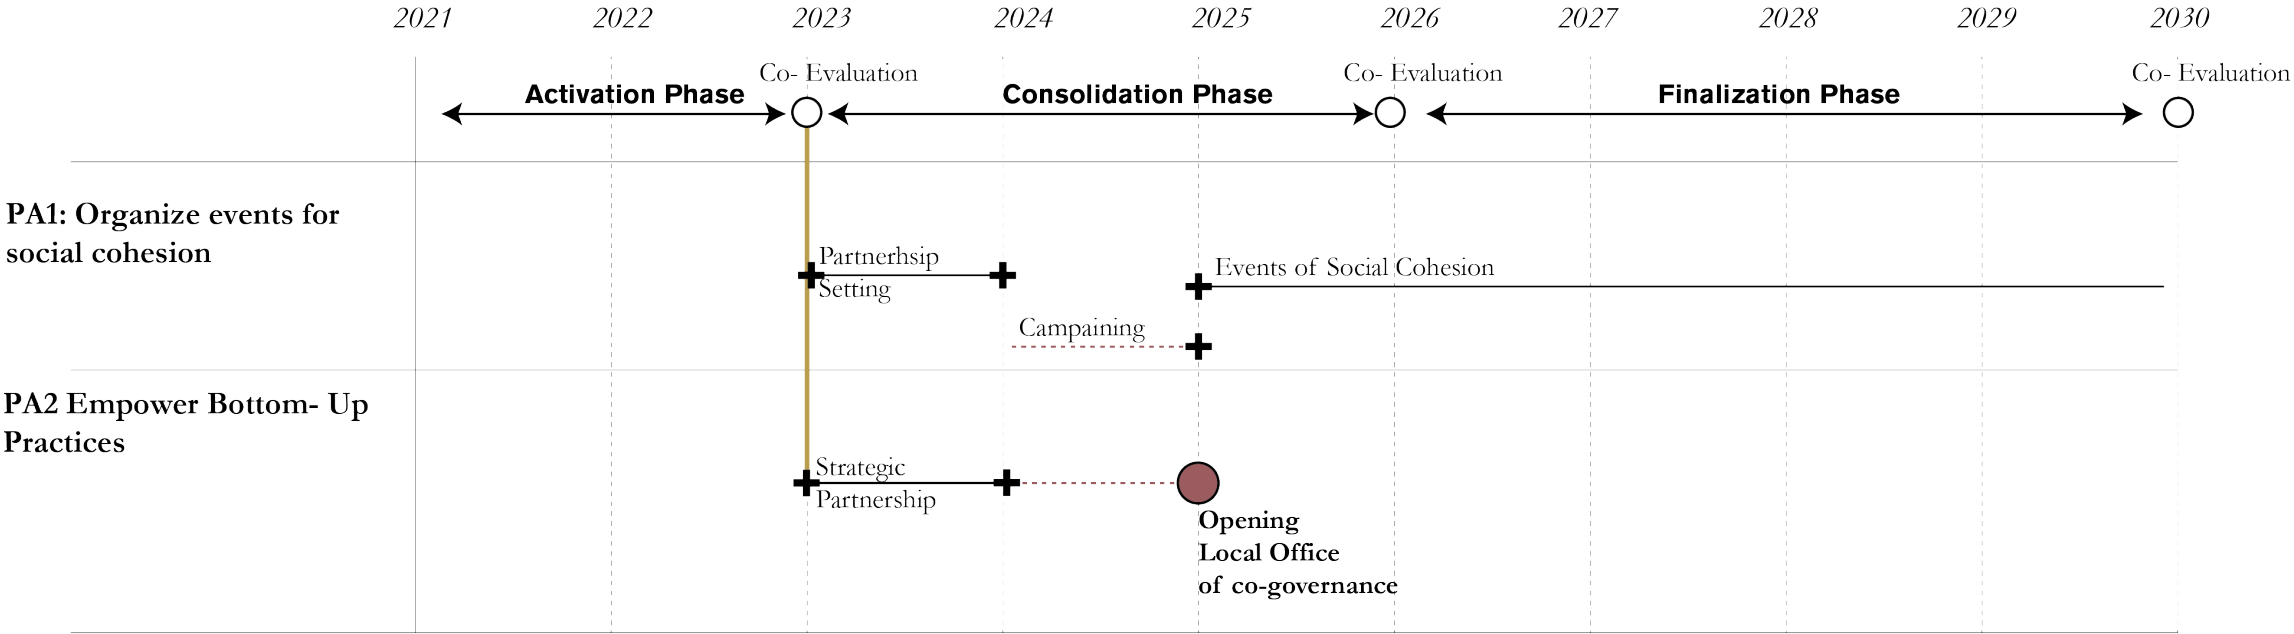 2021 2022 2023 2024 2025 2026 2027 2028 2029 2030
Co- Evaluation Co- Evaluation Co- Evaluation
Activation Phase Consolidation Phase Finalization Phase
PA1: Organize events for
social cohesion
Partnerhsip
Setting
Events of Social Cohesion
Campaining
PA2 Empower Bottom- Up
Practices
Strategic
Partnership
Opening
Local Office
of co-governance